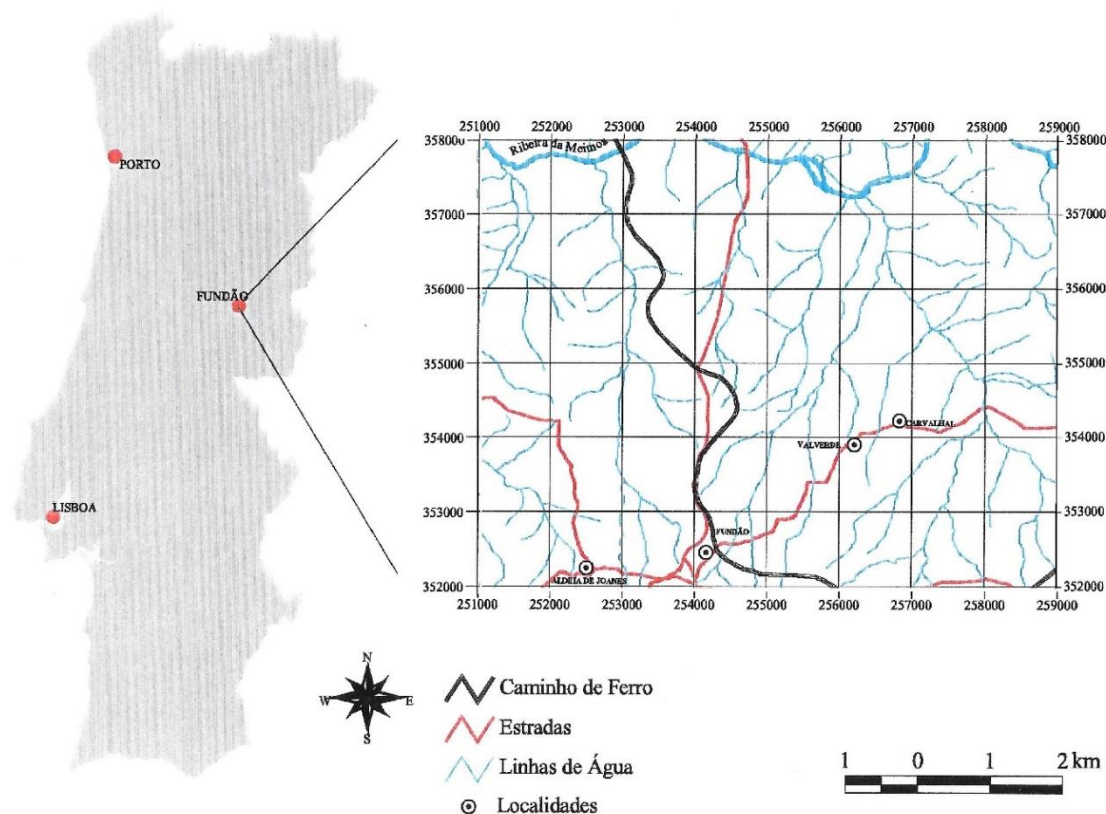 PORTO
FUNDÃO
LISBOA
251000 252000 253000 254000 255000 256000 257000 258000 259000
358000 358000
Ribeira da Meimoa
357000 357000
356000 356000
355000 355000
CARVALHAL
354000 VALVERDE 354000
353000 353000
FUNDÃO
ALDEIA DE JOANES
352000 352000
251000 252000 253000 254000 255000 256000 257000 258000 259000
N
W E
S
Caminho de Ferro
Estradas
Linhas de Água
Localidades
1 0 1 2 km